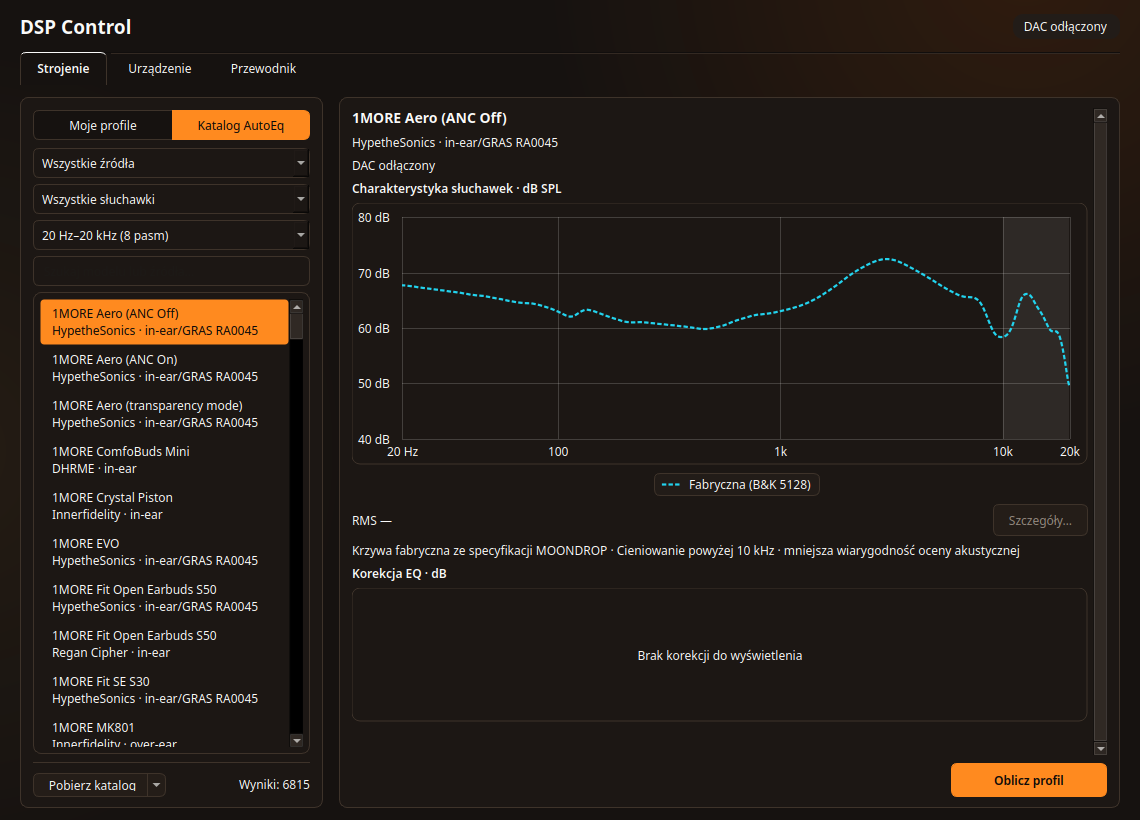 DSP Control
DAC odłączony
Strojenie
Urządzenie
Przewodnik
Moje profile
Katalog AutoEq
Wszystkie źródła
Wszystkie słuchawki
20 Hz–20 kHz (8 pasm)
1MORE Aero (ANC Off)
HypetheSonics · in-ear/GRAS RA0045
1MORE Aero (ANC On)
HypetheSonics · in-ear/GRAS RA0045
1MORE Aero (transparency mode)
HypetheSonics · in-ear/GRAS RA0045
1MORE ComfoBuds Mini
DHRME · in-ear
1MORE Crystal Piston
Innerfidelity · in-ear
1MORE EVO
HypetheSonics · in-ear/GRAS RA0045
1MORE Fit Open Earbuds S50
HypetheSonics · in-ear/GRAS RA0045
1MORE Fit Open Earbuds S50
Regan Cipher · in-ear
1MORE Fit SE S30
HypetheSonics · in-ear/GRAS RA0045
1MORE MK801
Innerfidelity · over-ear
Pobierz katalog
Wyniki: 6815
1MORE Aero (ANC Off)
HypetheSonics · in-ear/GRAS RA0045
DAC odłączony
Charakterystyka słuchawek · dB SPL
80 dB
70 dB
60 dB
50 dB
40 dB
20 Hz
100
1k
10k
20k
Fabryczna (B&K 5128)
RMS —
Szczegóły...
Krzywa fabryczna ze specyfikacji MOONDROP · Cieniowanie powyżej 10 kHz · mniejsza wiarygodność oceny akustycznej
Korekcja EQ · dB
Brak korekcji do wyświetlenia
Oblicz profil